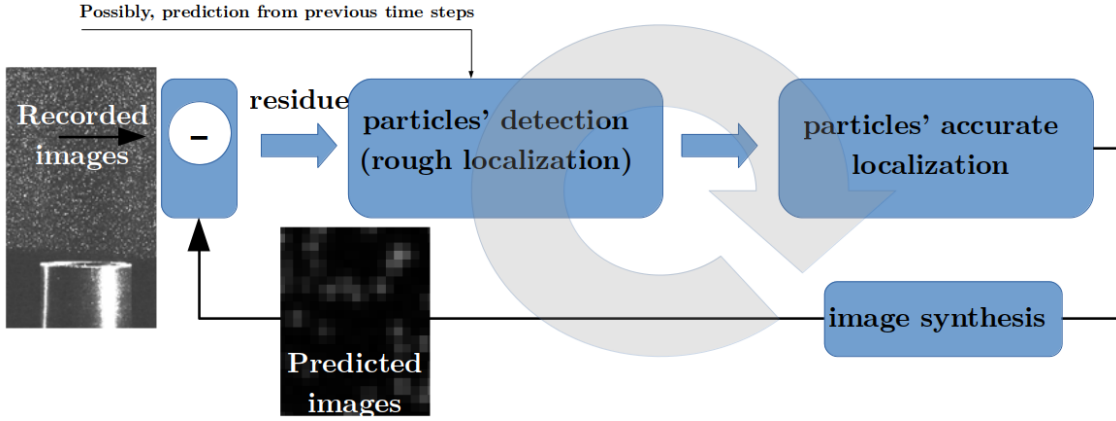 Possibly, prediction from previous time steps
Recorded
images
-
residue
particles' detection
(rough localization)
particles' accurate
localization
image synthesis
Predicted
images